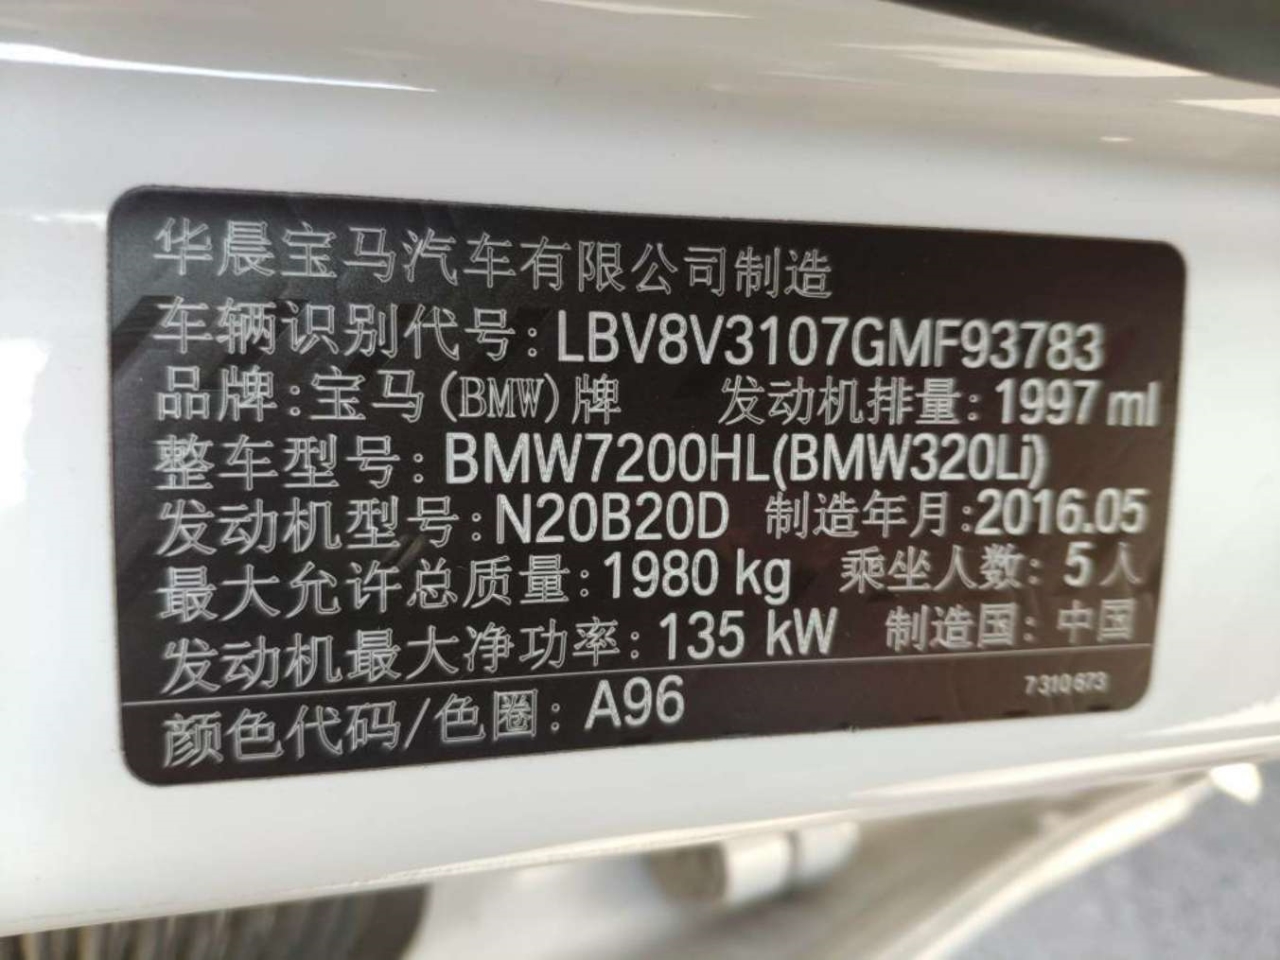 华晨宝马汽车有限公司制造
车辆识别代号: LBV8V3107GMF93783
品牌:宝马(BMW)牌 发动机排量: 1997 ml
整车型号: BMW7200HL(BMW320Li)
发动机型号: N20B20D 制造年月:2016.05
最大允许总质量: 1980 kg 乘坐人数: 5人
发动机最大净功率: 135 kW 制造国: 中国
7310673
颜色代码/色圈: A96